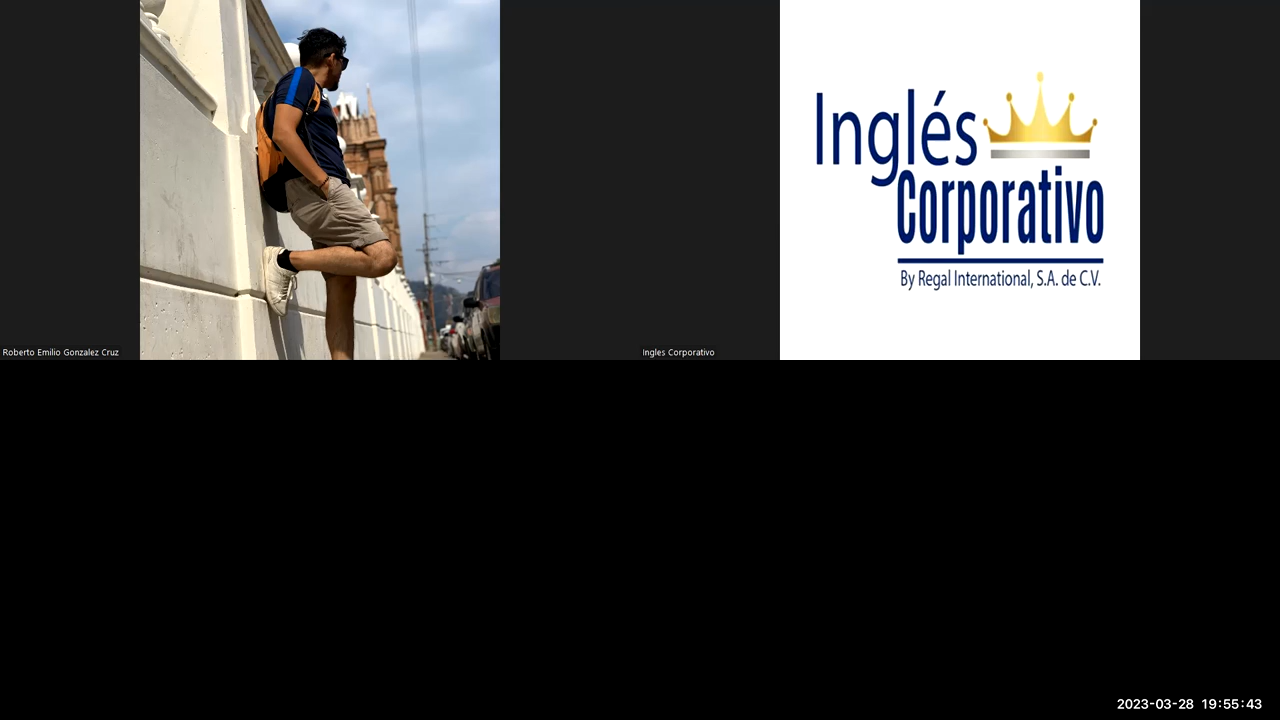 Inglés
Corporativo
By Regal International, S.A. de C.V.
Roberto Emilio Gonzalez Cruz
Ingles Corporativo
2023-03-28 19:55:43